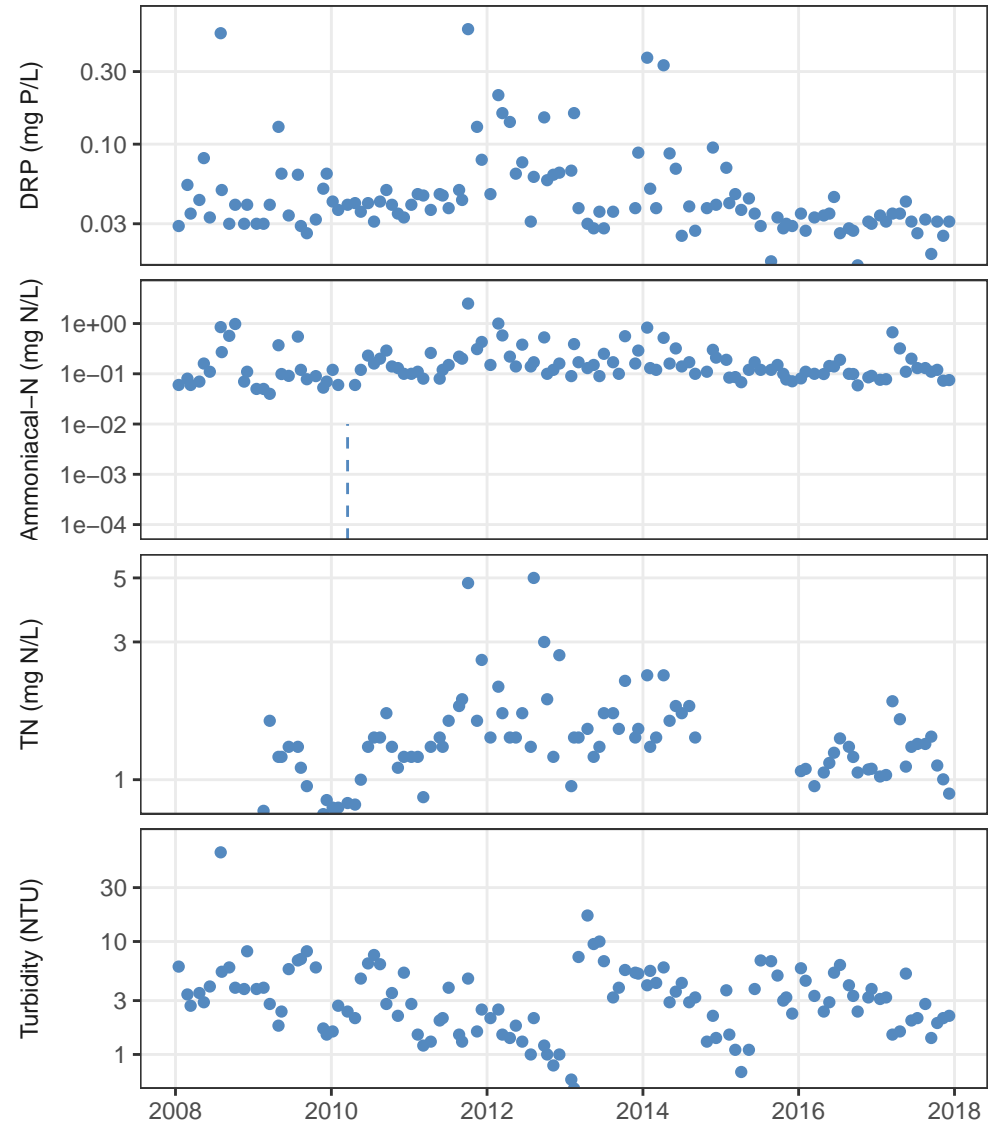 DRP (mg P/L)
0.30
0.10
0.03
Ammoniacal−N (mg N/L)
1e+00
1e−01
1e−02
1e−03
1e−04
TN (mg N/L)
5
3
1
Turbidity (NTU)
30
10
3
1
2008 2010 2012 2014 2016 2018